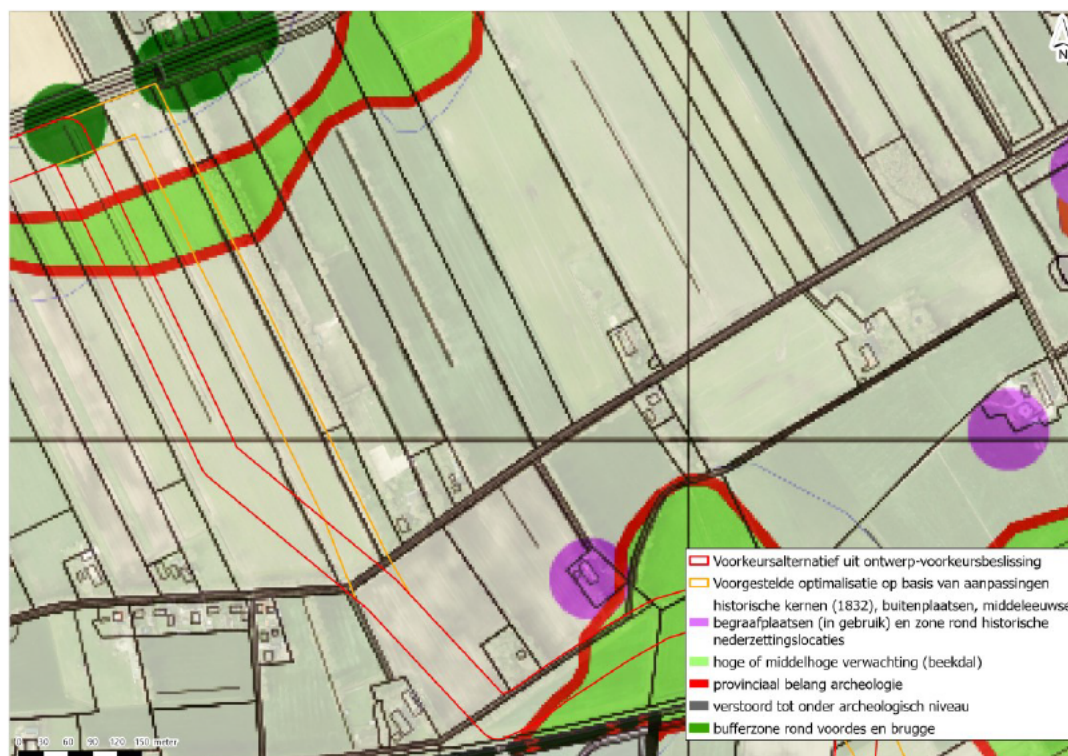 N
Voorkeursalternatief uit ontwerp-voorkeursbeslissing
Voorgestelde optimalisatie op basis van aanpassingen
historische kernen (1832), buitenplaatsen, middeleeuwse
begraafplaatsen (in gebruik) en zone rond historische
nederzettingslocaties
hoge of middelhoge verwachting (beekdal)
provinciaal belang archeologie
verstoord tot onder archeologisch niveau
bufferzone rond voordes en brugge
0 30 60 90 120 150 meter